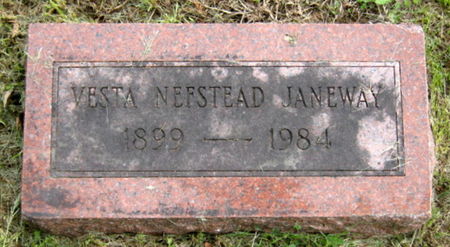 VESTA NEFSTEAD JANEWAY
1899 — 1984